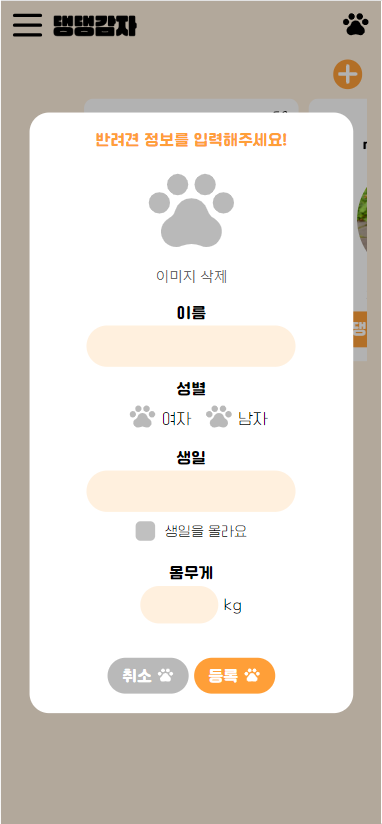 댕댕감자
반려견 정보를 입력해주세요!
이미지 삭제
이름
성별
여자 남자
생일
생일을 몰라요
몸무게
kg
댕
취소 등록